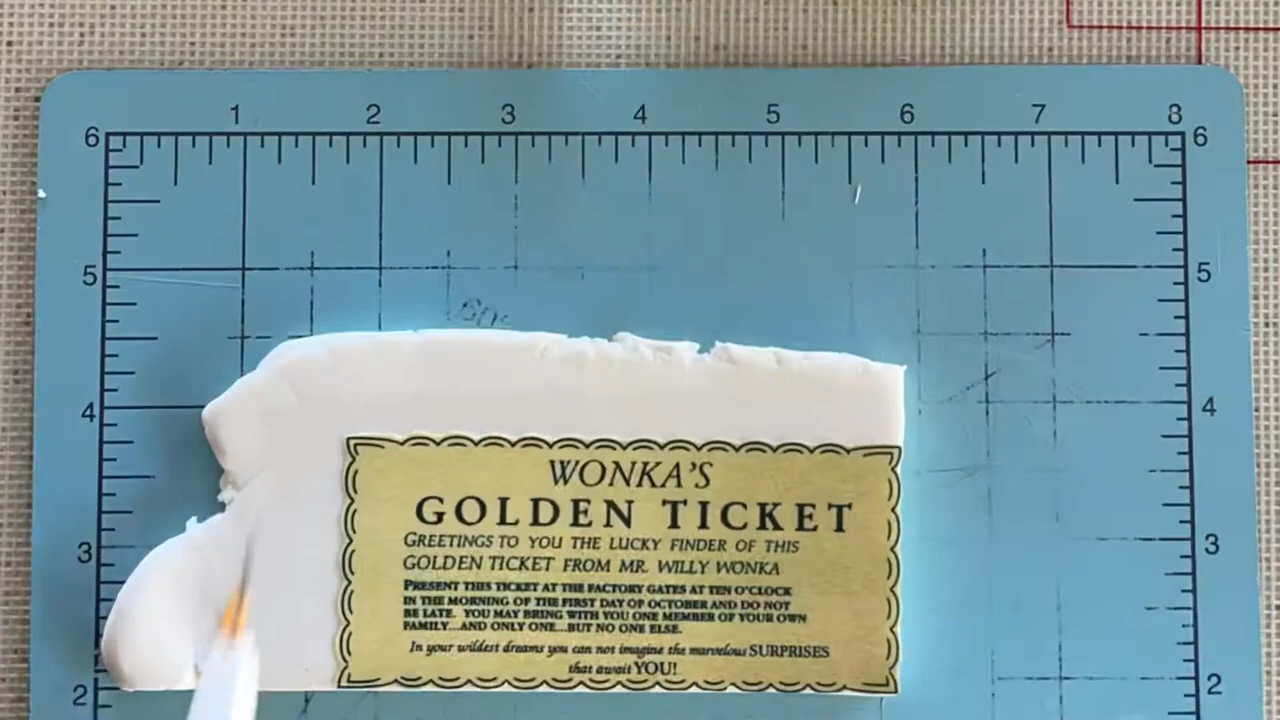 1 2 3 4 5 6 7 8
6 6
5 5
4 4
3 3
2 2
WONKA'S
GOLDEN TICKET
GREETINGS TO YOU THE LUCKY FINDER OF THIS
GOLDEN TICKET FROM MR. WILLY WONKA
PRESENT THIS TICKET AT THE FACTORY GATES AT TEN O'CLOCK
IN THE MORNING OF THE FIRST DAY OF OCTOBER AND DO NOT
BE LATE. YOU MAY BRING WITH YOU ONE MEMBER OF YOUR OWN
FAMILY...AND ONLY ONE...BUT NO ONE ELSE.
In your wildest dreams you can not imagine the marvelous SURPRISES
that await YOU!